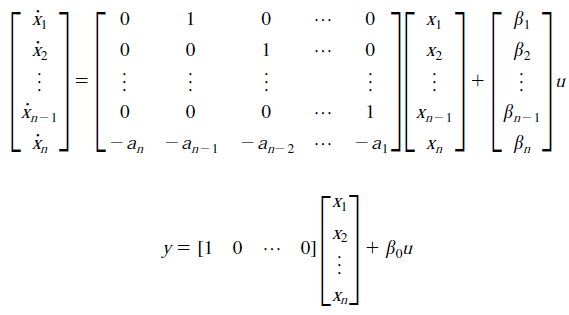 ẋ₁ 0 1 0 ⋯ 0 x₁ β₁
ẋ₂ 0 0 1 ⋯ 0 x₂ β₂
⋮ = ⋮ ⋮ ⋮ ⋮ ⋮ + ⋮ u
ẋₙ₋₁ 0 0 0 ⋯ 1 xₙ₋₁ βₙ₋₁
ẋₙ −aₙ −aₙ₋₁ −aₙ₋₂ ⋯ −a₁ xₙ βₙ
x₁
y = [1 0 ⋯ 0] x₂ + β₀u
⋮
xₙ